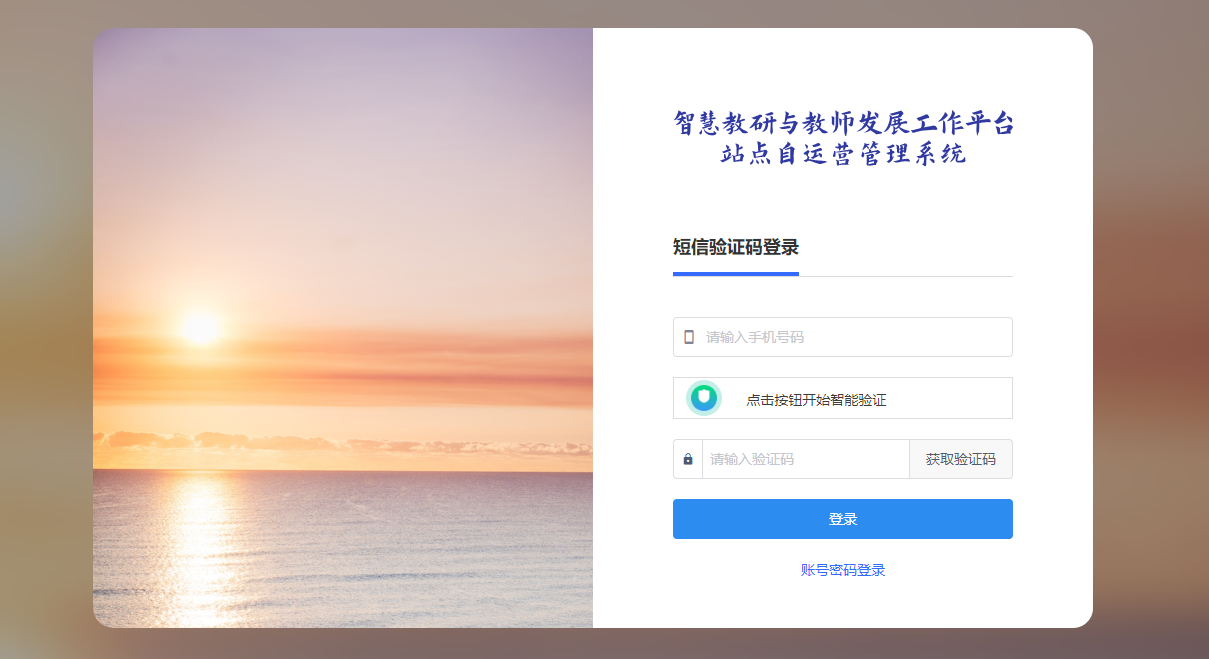 智慧教研与教师发展工作平台
站点自运营管理系统
短信验证码登录
请输入手机号码
点击按钮开始智能验证
请输入验证码 获取验证码
登录
账号密码登录